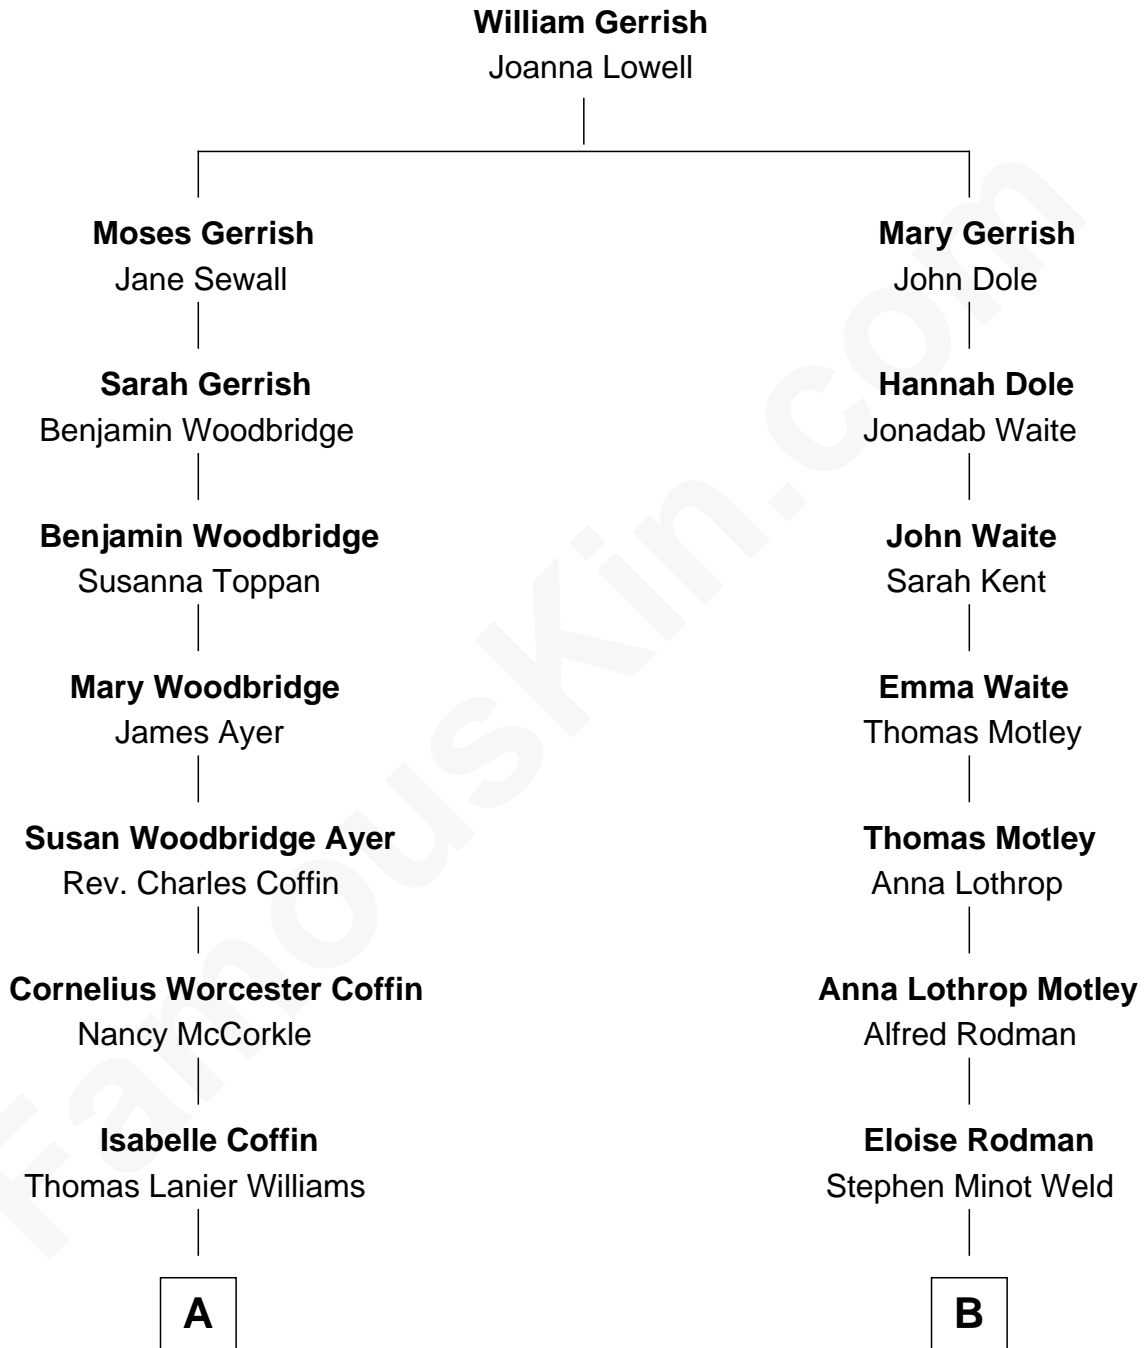 William Gerrish
Joanna Lowell
Moses Gerrish
Jane Sewall
Mary Gerrish
John Dole
Sarah Gerrish
Benjamin Woodbridge
Hannah Dole
Jonadab Waite
Benjamin Woodbridge
Susanna Toppan
John Waite
Sarah Kent
Mary Woodbridge
James Ayer
Emma Waite
Thomas Motley
Susan Woodbridge Ayer
Rev. Charles Coffin
Thomas Motley
Anna Lothrop
Cornelius Worcester Coffin
Nancy McCorkle
Anna Lothrop Motley
Alfred Rodman
Isabelle Coffin
Thomas Lanier Williams
Eloise Rodman
Stephen Minot Weld
A
B
FamousKin.com